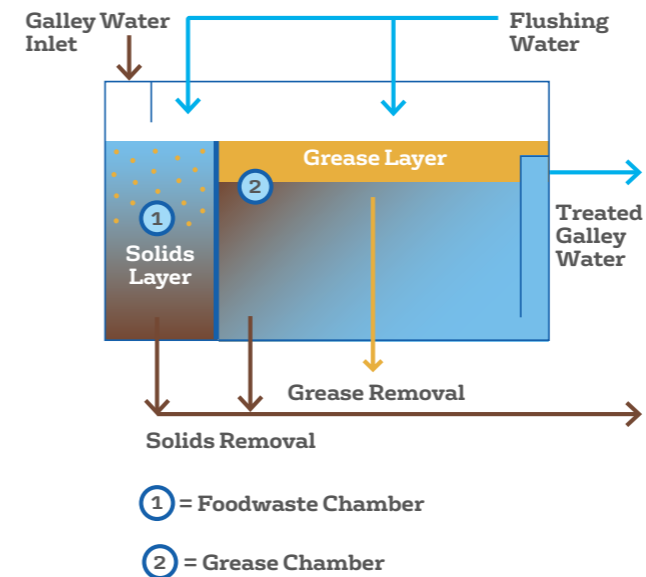 Galley Water
Inlet
Flushing
Water
Grease Layer
2
1
Solids
Layer
Treated
Galley
Water
Grease Removal
Solids Removal
1 = Foodwaste Chamber
2 = Grease Chamber